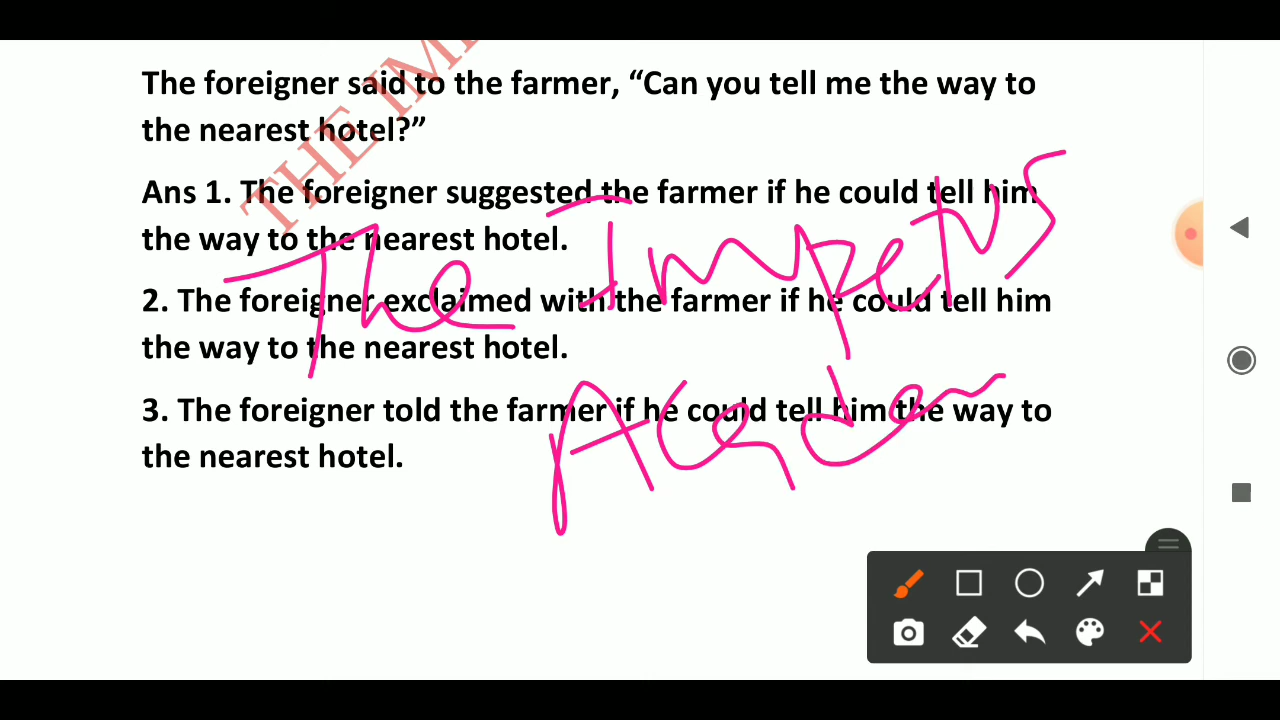 THE IM
The foreigner said to the farmer, “Can you tell me the way to
the nearest hotel?”
Ans 1. The foreigner suggested the farmer if he could tell him
the way to the nearest hotel.
2. The foreigner exclaimed with the farmer if he could tell him
the way to the nearest hotel.
3. The foreigner told the farmer if he could tell him the way to
the nearest hotel.
The Impetus